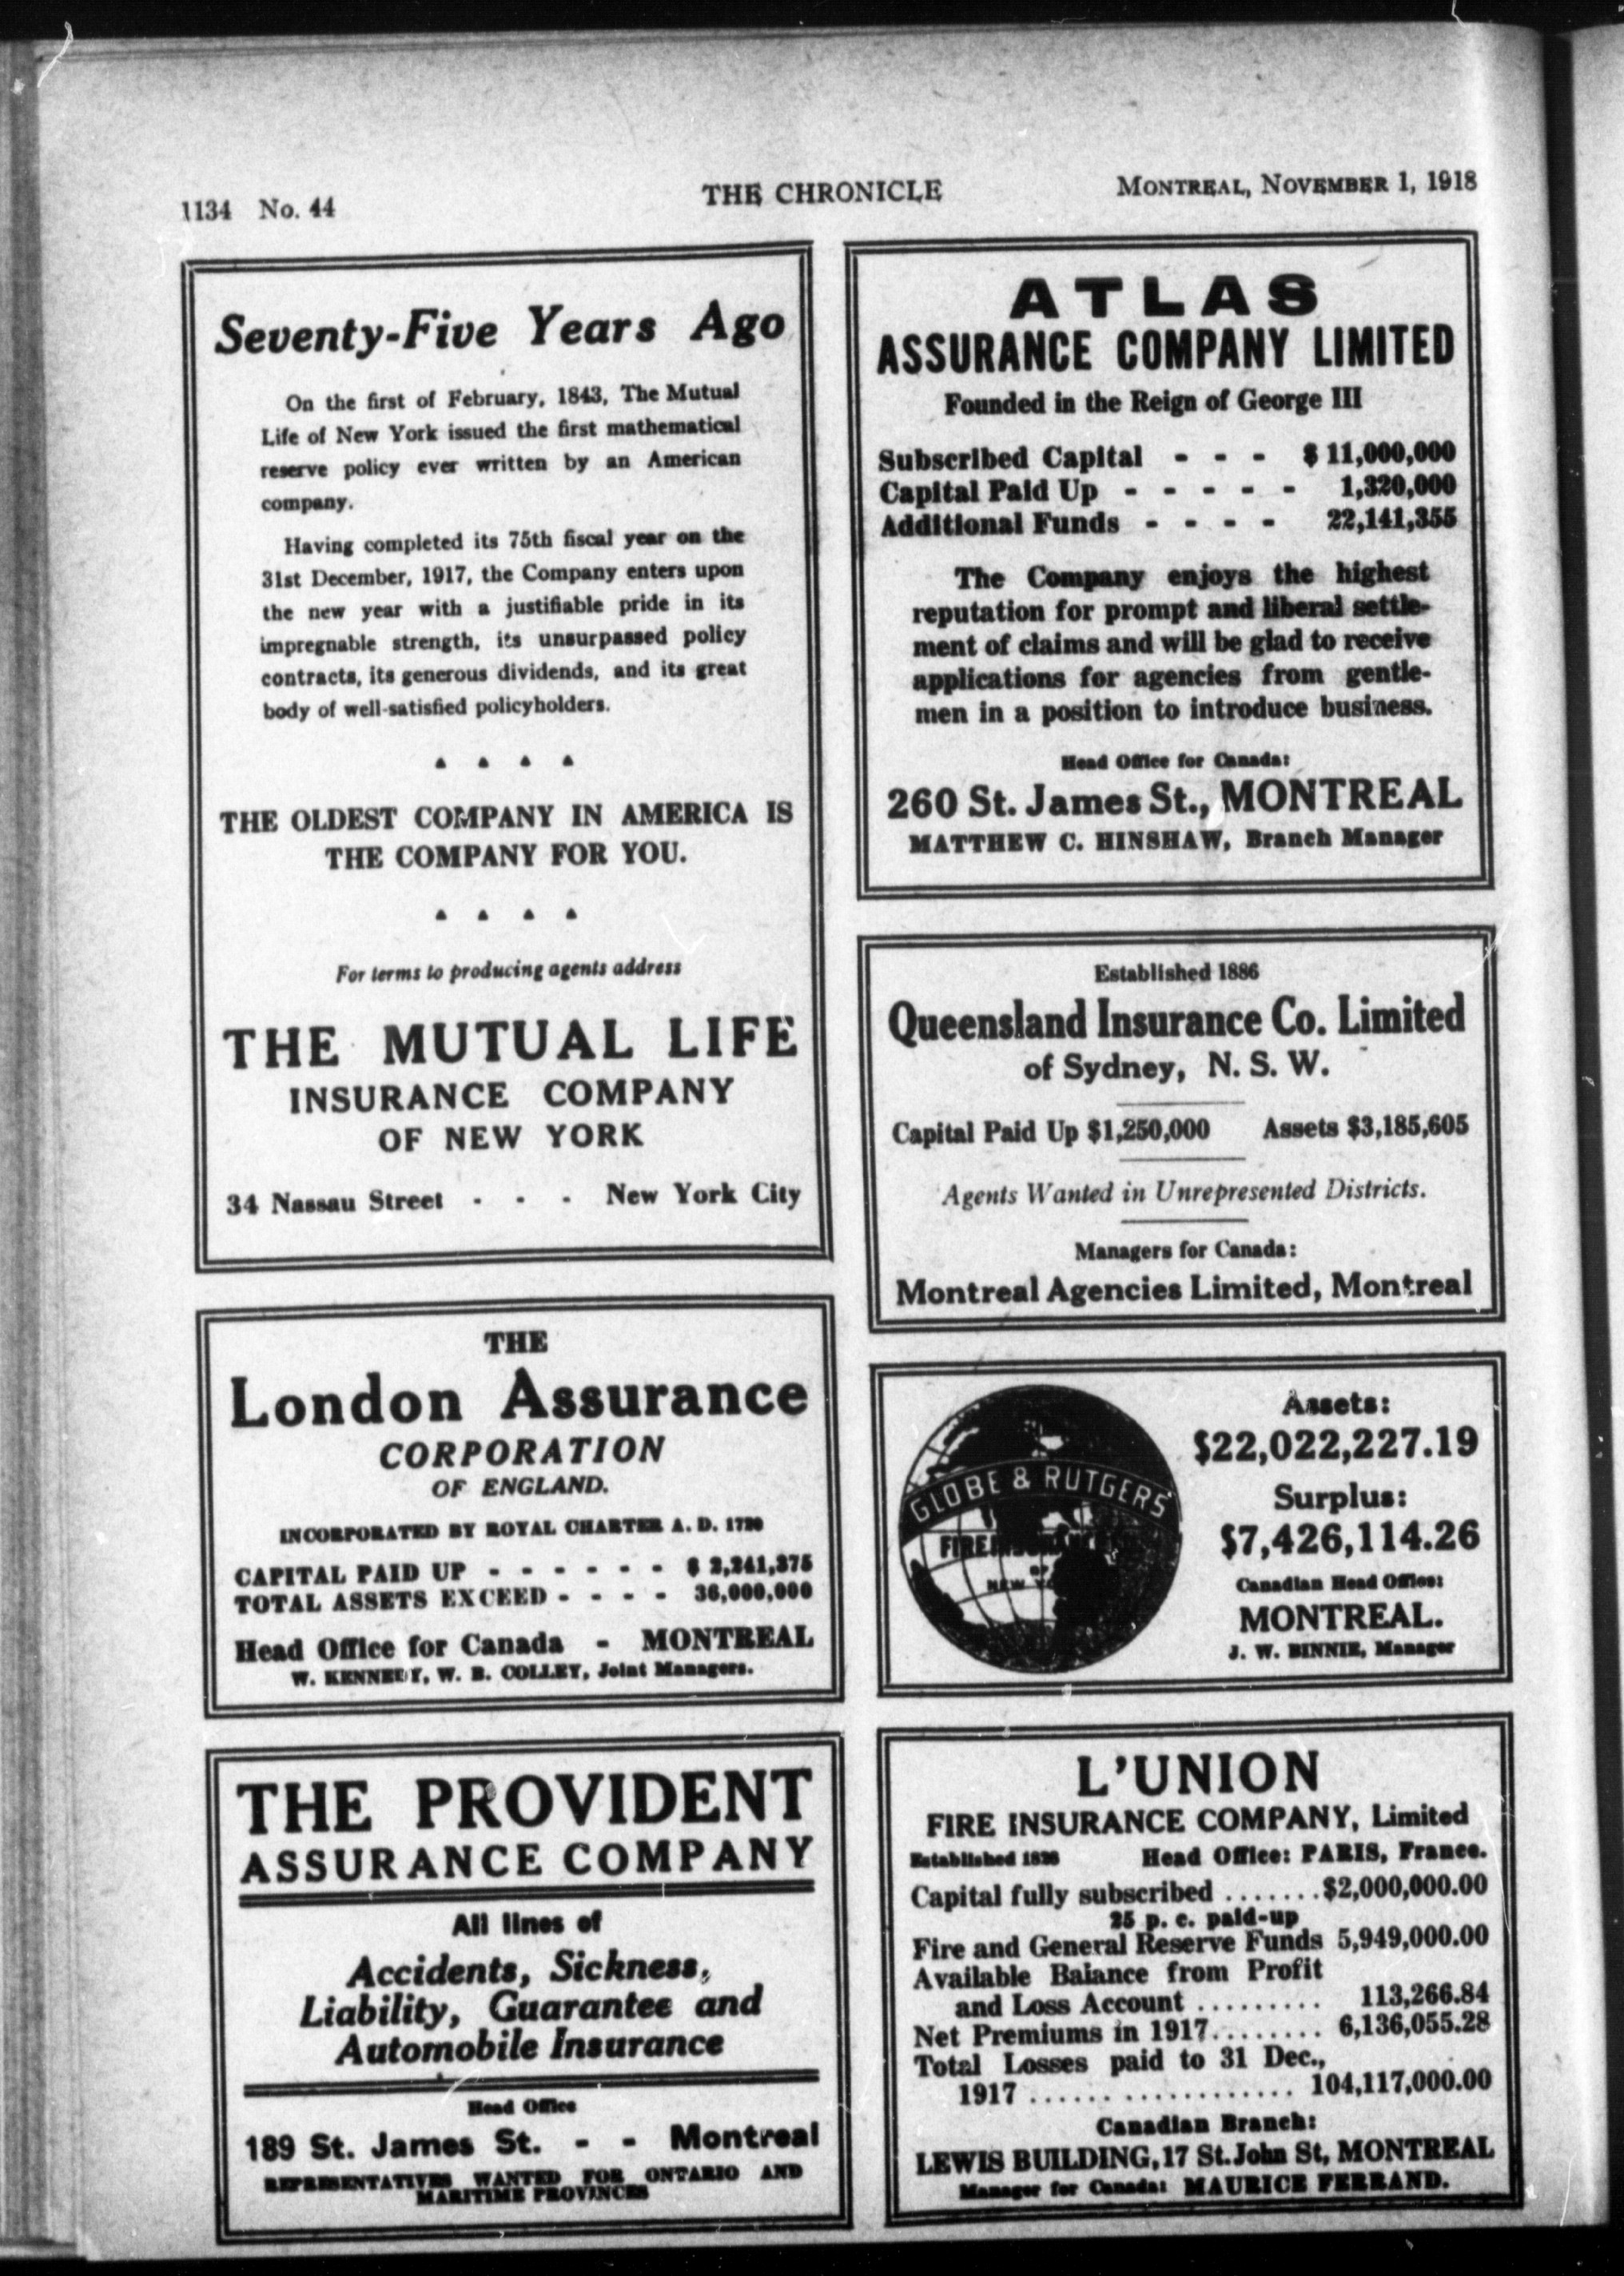 1134 No. 44
THE CHRONICLE
MONTREAL, NOVEMBER 1, 1918
Seventy-Five Years Ago
On the first of February, 1843, The Mutual
Life of New York issued the first mathematical
reserve policy ever written by an American
company.
Having completed its 75th fiscal year on the
31st December, 1917, the Company enters upon
the new year with a justifiable pride in its
impregnable strength, its unsurpassed policy
contracts, its generous dividends, and its great
body of well-satisfied policyholders.
THE OLDEST COMPANY IN AMERICA IS
THE COMPANY FOR YOU.
For terms to producing agents address
THE MUTUAL LIFE
INSURANCE COMPANY
OF NEW YORK
34 Nassau Street - - - New York City
THE
London Assurance
CORPORATION
OF ENGLAND.
INCORPORATED BY ROYAL CHARTER A. D. 1720
CAPITAL PAID UP - - - - - - $ 2,241,375
TOTAL ASSETS EXCEED - - - - 36,000,000
Head Office for Canada - MONTREAL
W. KENNEDY, W. B. COLLEY, Joint Managers.
THE PROVIDENT
ASSURANCE COMPANY
All lines of
Accidents, Sickness,
Liability, Guarantee and
Automobile Insurance
Head Office
189 St. James St. - - Montreal
REPRESENTATIVES WANTED FOR ONTARIO AND
MARITIME PROVINCES
ATLAS
ASSURANCE COMPANY LIMITED
Founded in the Reign of George III
Subscribed Capital - - - $ 11,000,000
Capital Paid Up - - - - - 1,320,000
Additional Funds - - - - 22,141,355
The Company enjoys the highest
reputation for prompt and liberal settle-
ment of claims and will be glad to receive
applications for agencies from gentle-
men in a position to introduce business.
Head Office for Canada:
260 St. James St., MONTREAL
MATTHEW C. HINSHAW, Branch Manager
Established 1886
Queensland Insurance Co. Limited
of Sydney, N. S. W.
Capital Paid Up $1,250,000 Assets $3,185,605
Agents Wanted in Unrepresented Districts.
Managers for Canada:
Montreal Agencies Limited, Montreal
GLOBE & RUTGERS
FIRE
OF
NEW
Assets:
$22,022,227.19
Surplus:
$7,426,114.26
Canadian Head Office:
MONTREAL.
J. W. BINNIE, Manager
L'UNION
FIRE INSURANCE COMPANY, Limited
Established 1828 Head Office: PARIS, France.
Capital fully subscribed ....... $2,000,000.00
25 p. c. paid-up
Fire and General Reserve Funds 5,949,000.00
Available Balance from Profit
and Loss Account ......... 113,266.84
Net Premiums in 1917........ 6,136,055.28
Total Losses paid to 31 Dec.,
1917 .................... 104,117,000.00
Canadian Branch:
LEWIS BUILDING, 17 St. John St, MONTREAL
Manager for Canada: MAURICE FERRAND.